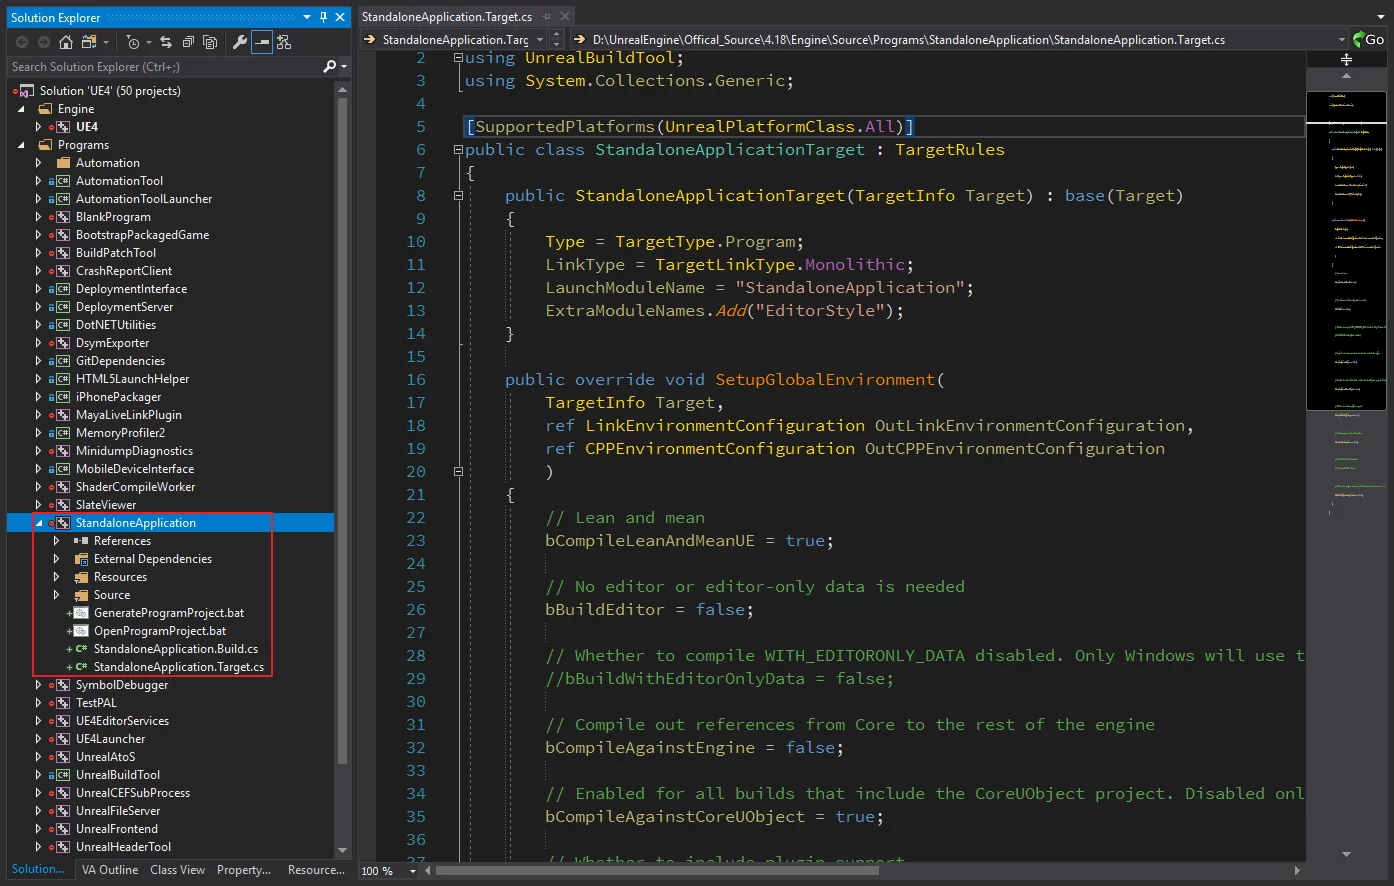 Solution Explorer
Search Solution Explorer (Ctrl+;)
Solution 'UE4' (50 projects)
Engine
UE4
Programs
Automation
AutomationTool
AutomationToolLauncher
BlankProgram
BootstrapPackagedGame
BuildPatchTool
CrashReportClient
DeploymentInterface
DeploymentServer
DotNETUtilities
DsymExporter
GitDependencies
HTML5LaunchHelper
iPhonePackager
MayaLiveLinkPlugin
MemoryProfiler2
MinidumpDiagnostics
MobileDeviceInterface
ShaderCompileWorker
SlateViewer
StandaloneApplication
References
External Dependencies
Resources
Source
GenerateProgramProject.bat
OpenProgramProject.bat
StandaloneApplication.Build.cs
StandaloneApplication.Target.cs
SymbolDebugger
TestPAL
UE4EditorServices
UE4Launcher
UnrealAtoS
UnrealBuildTool
UnrealCEFSubProcess
UnrealFileServer
UnrealFrontend
UnrealHeaderTool
Solution... VA Outline Class View Property... Resource...
StandaloneApplication.Target.cs
StandaloneApplication.Targ D:\UnrealEngine\Offical_Source\4.18\Engine\Source\Programs\StandaloneApplication\StandaloneApplication.Target.cs Go
2 using UnrealBuildTool;
3 using System.Collections.Generic;
4
5 [SupportedPlatforms(UnrealPlatformClass.All)]
6 public class StandaloneApplicationTarget : TargetRules
7 {
8 public StandaloneApplicationTarget(TargetInfo Target) : base(Target)
9 {
10 Type = TargetType.Program;
11 LinkType = TargetLinkType.Monolithic;
12 LaunchModuleName = "StandaloneApplication";
13 ExtraModuleNames.Add("EditorStyle");
14 }
15
16 public override void SetupGlobalEnvironment(
17 TargetInfo Target,
18 ref LinkEnvironmentConfiguration OutLinkEnvironmentConfiguration,
19 ref CPPEnvironmentConfiguration OutCPPEnvironmentConfiguration
20 )
21 {
22 // Lean and mean
23 bCompileLeanAndMeanUE = true;
24
25 // No editor or editor-only data is needed
26 bBuildEditor = false;
27
28 // Whether to compile WITH_EDITORONLY_DATA disabled. Only Windows will use t
29 //bBuildWithEditorOnlyData = false;
30
31 // Compile out references from Core to the rest of the engine
32 bCompileAgainstEngine = false;
33
34 // Enabled for all builds that include the CoreUObject project. Disabled onl
35 bCompileAgainstCoreUObject = true;
36
37 // Whether to include plugin support
100 %